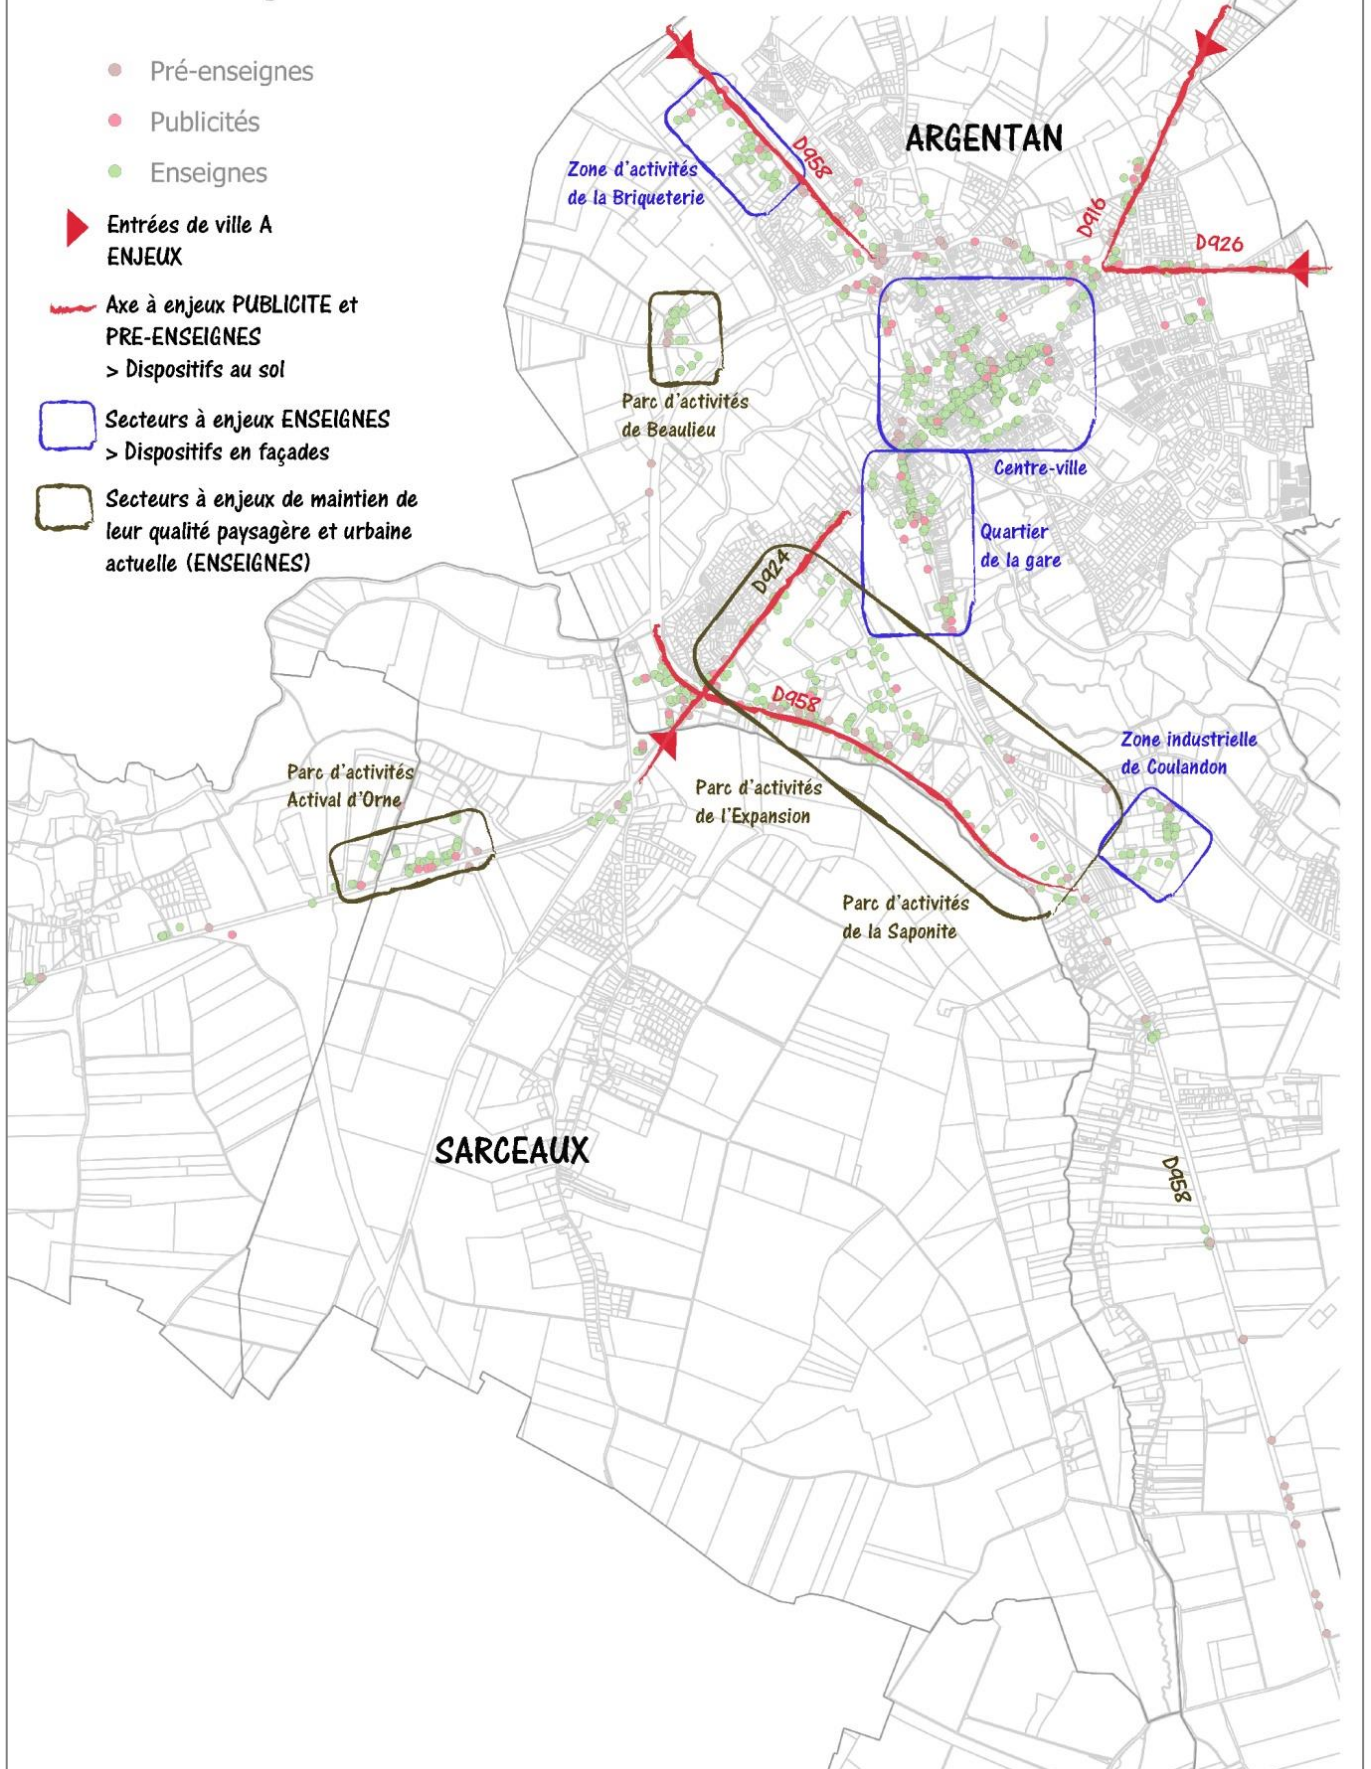 Pré-enseignes
Publicités
Enseignes
Entrées de ville A
ENJEUX
Axe à enjeux PUBLICITE et
PRE-ENSEIGNES
> Dispositifs au sol
Secteurs à enjeux ENSEIGNES
> Dispositifs en façades
Secteurs à enjeux de maintien de
leur qualité paysagère et urbaine
actuelle (ENSEIGNES)
ARGENTAN
D958
Zone d'activités
de la Briqueterie
D916
D926
Parc d'activités
de Beaulieu
Centre-ville
Quartier
de la gare
D924
D958
Zone industrielle
de Coulandon
Parc d'activités
Actival d'Orne
Parc d'activités
de l'Expansion
Parc d'activités
de la Saponite
SARCEAUX
D958